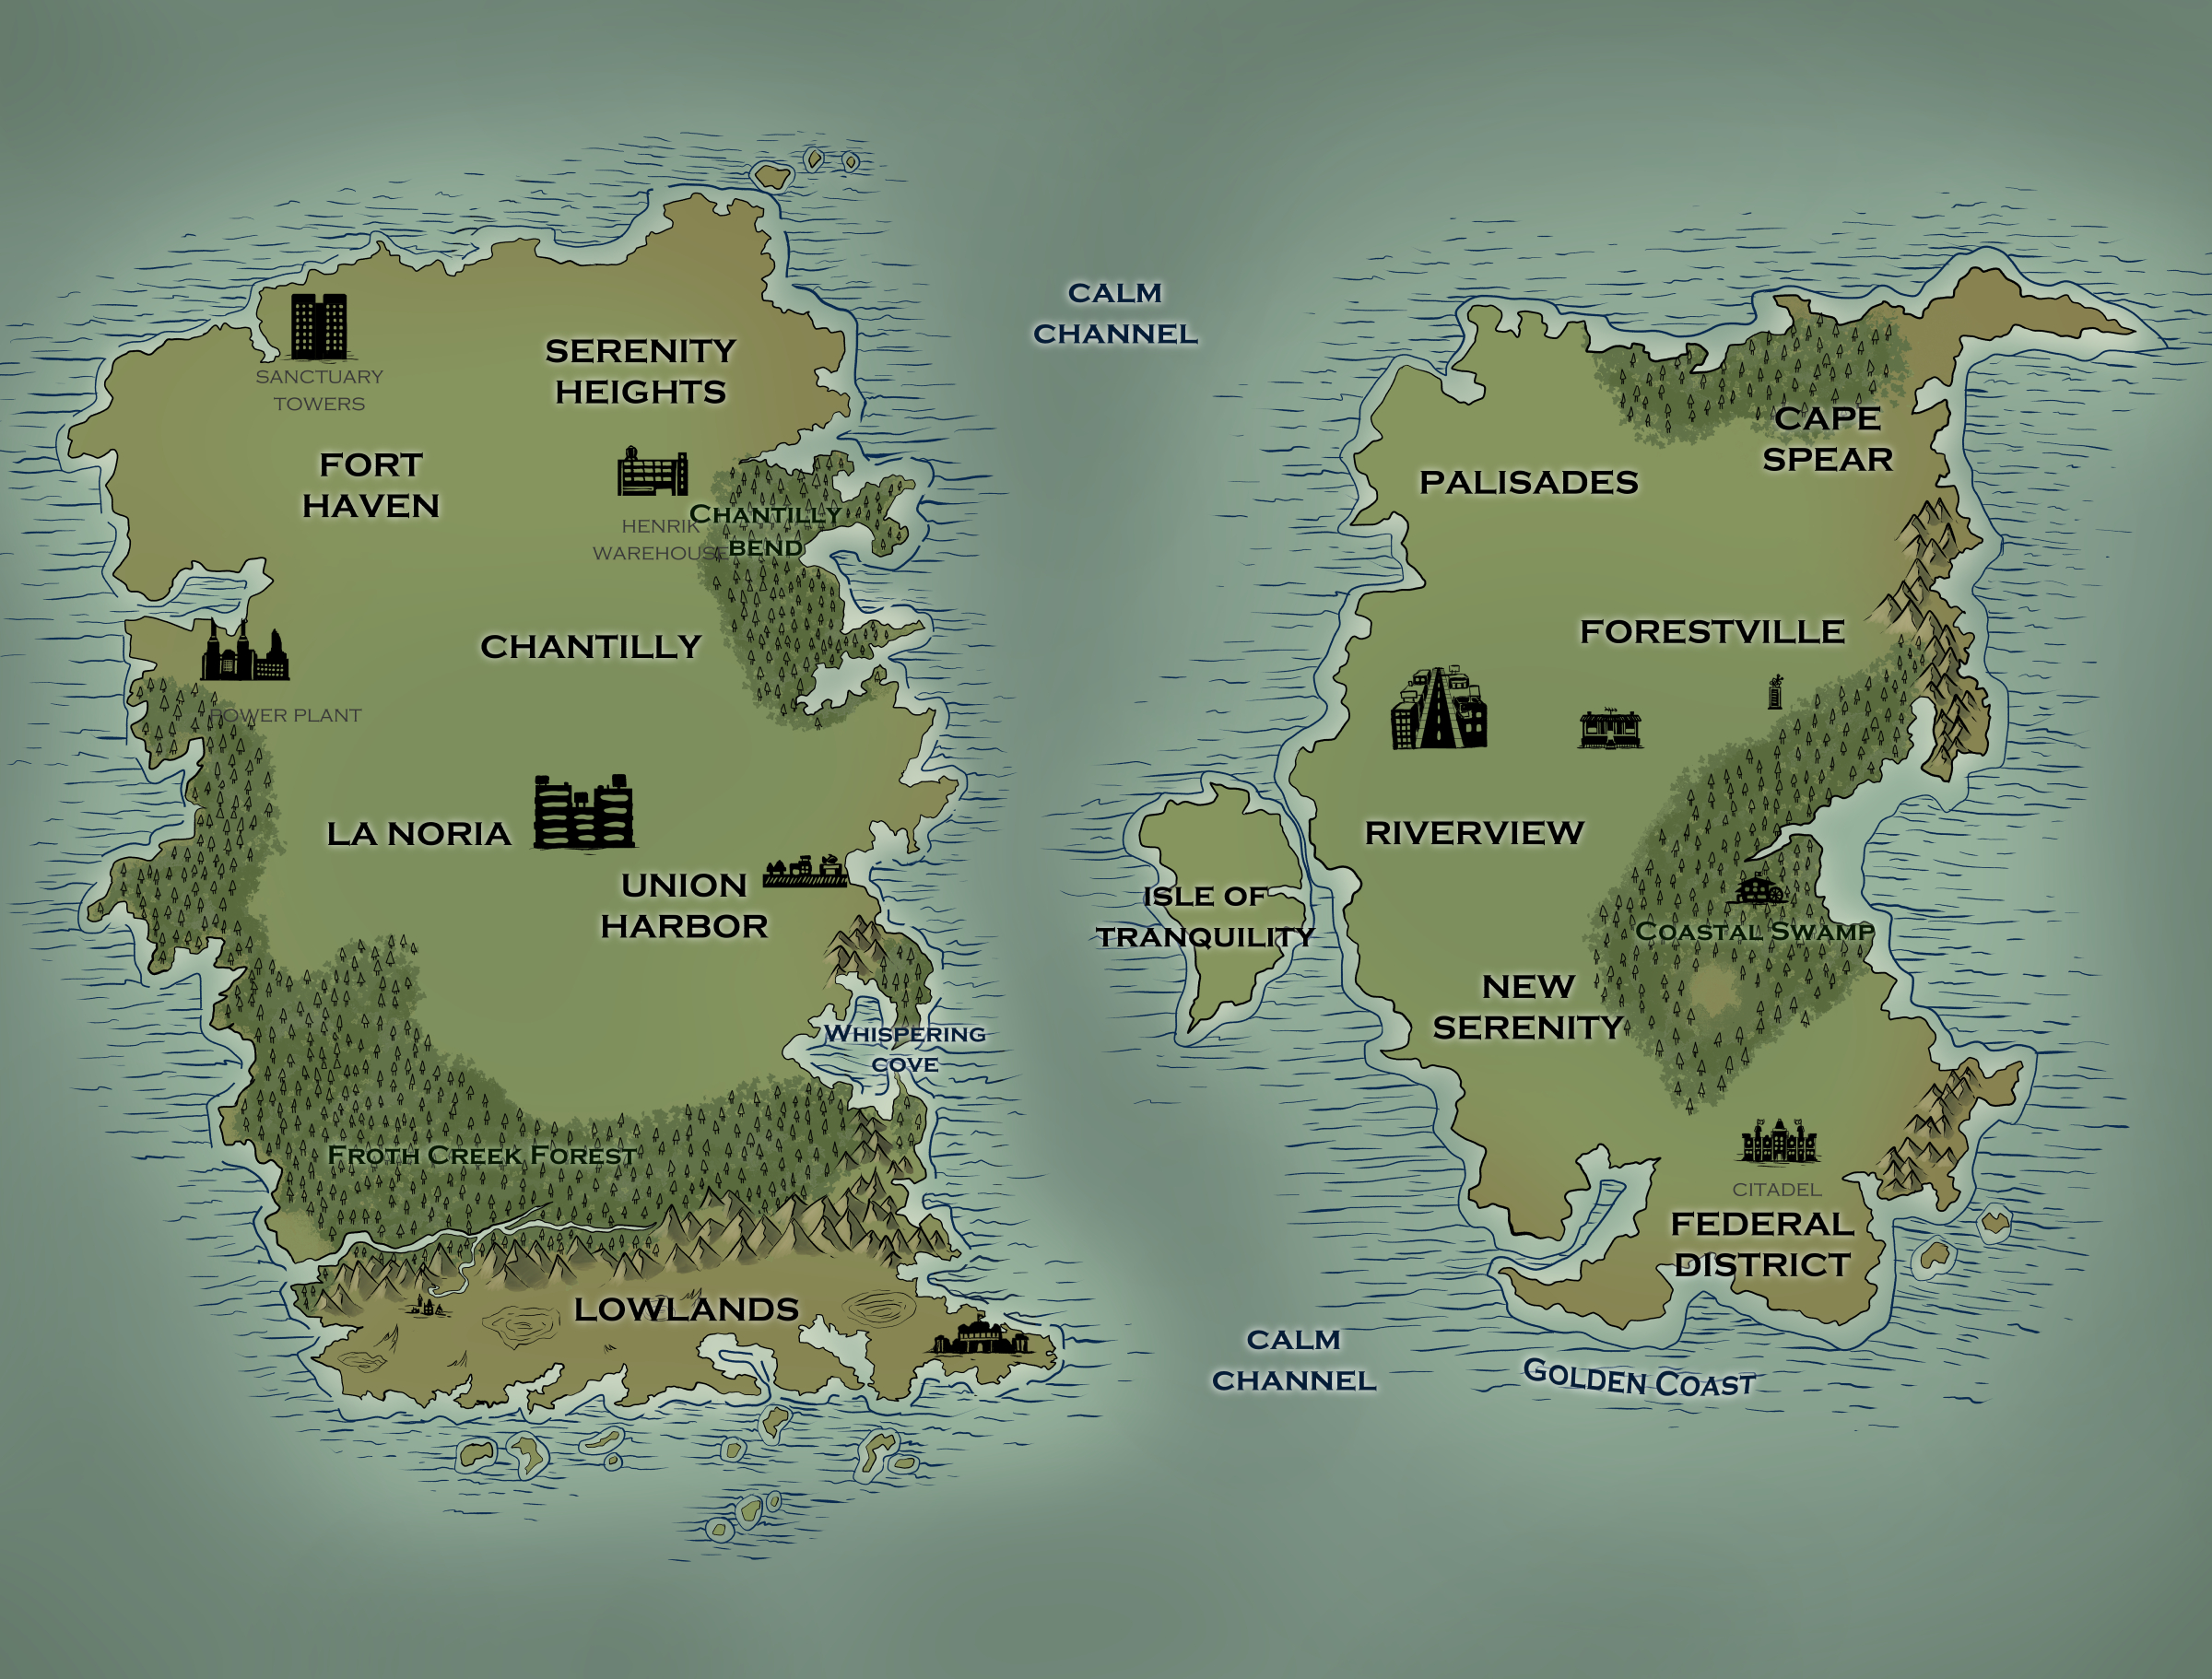 CALM
CHANNEL
SANCTUARY
TOWERS
SERENITY
HEIGHTS
FORT
HAVEN
HENRIK
WAREHOUSE
CHANTILLY
BEND
CHANTILLY
POWER PLANT
LA NORIA
UNION
HARBOR
WHISPERING
COVE
FROTH CREEK FOREST
LOWLANDS
ISLE OF
TRANQUILITY
CAPE
SPEAR
PALISADES
FORESTVILLE
RIVERVIEW
COASTAL SWAMP
NEW
SERENITY
CITADEL
FEDERAL
DISTRICT
CALM
CHANNEL
GOLDEN COAST